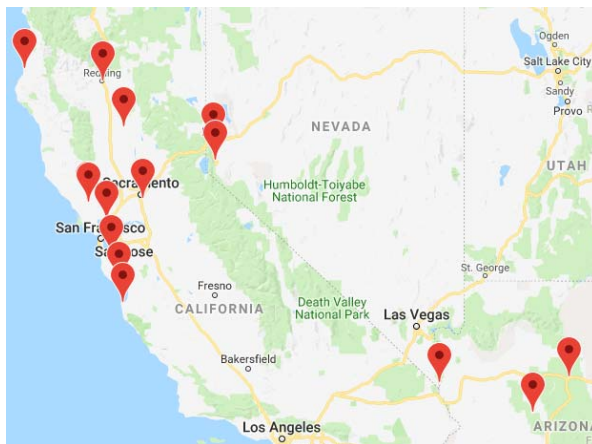 Ogden
Salt Lake City
Sandy
Provo
Redding
NEVADA
UTAH
Sacramento
Humboldt-Toiyabe
National Forest
San Francisco
San Jose
St. George
Fresno
CALIFORNIA
Death Valley
National Park
Las Vegas
Bakersfield
Los Angeles
ARIZONA